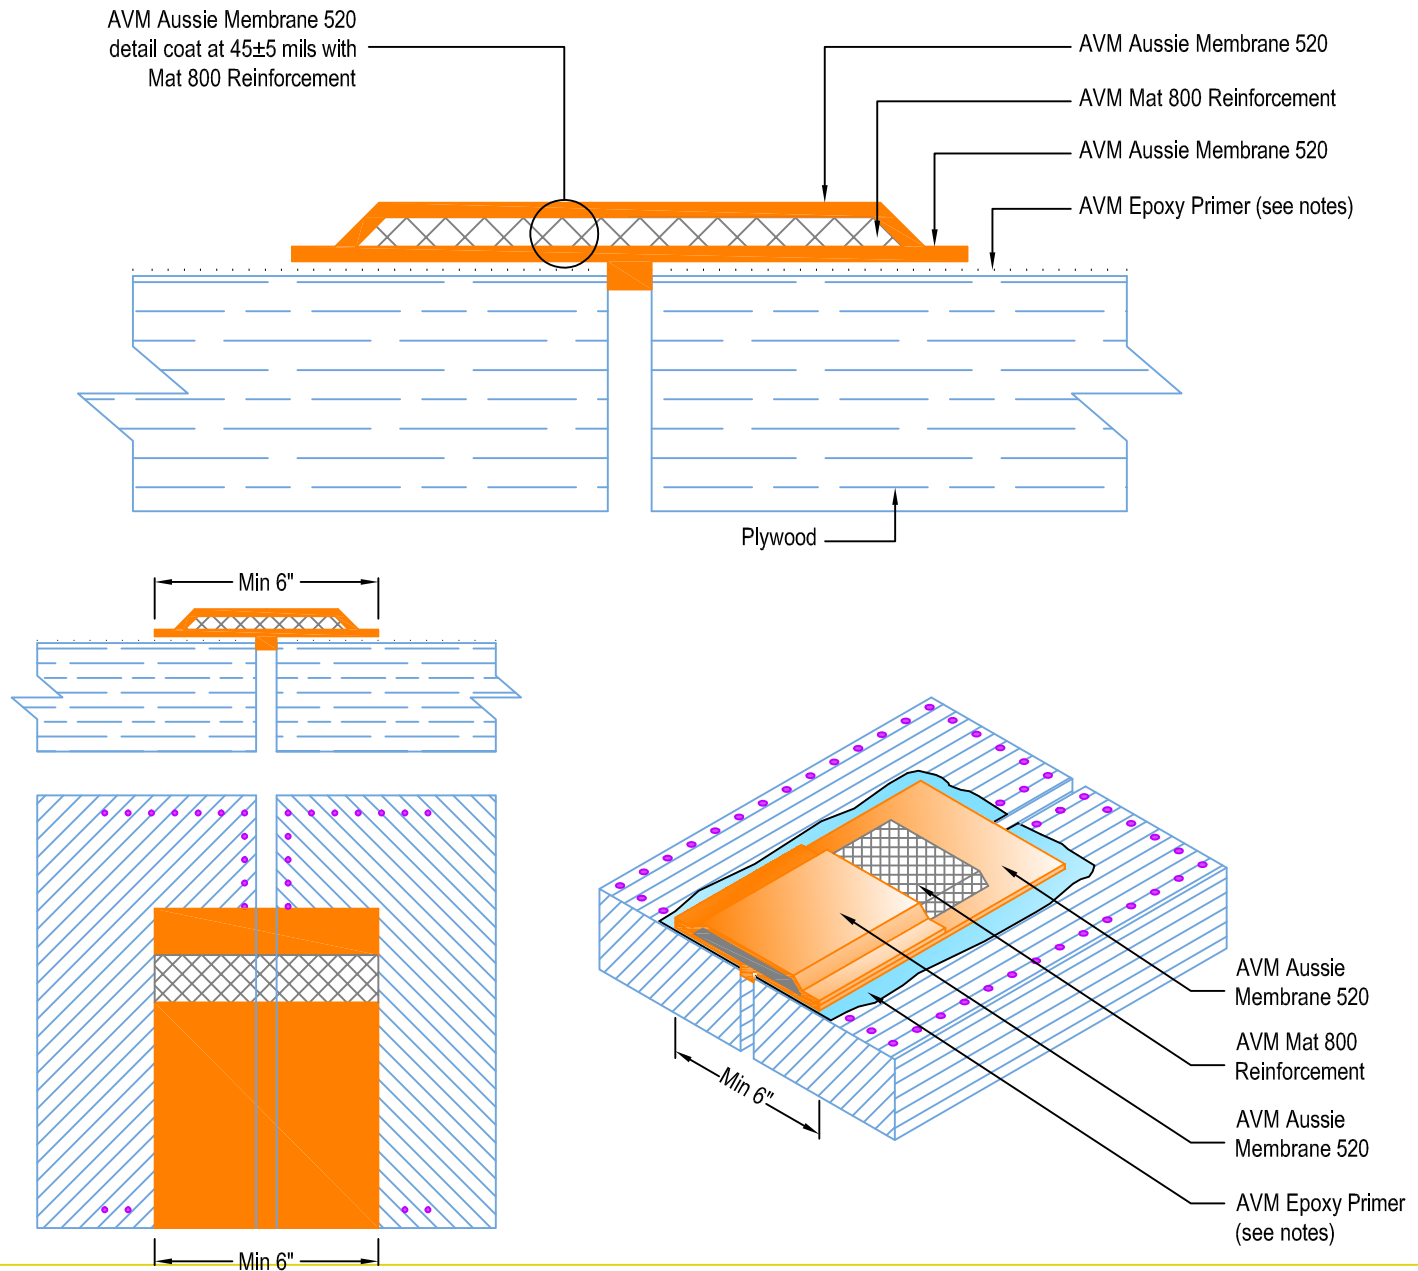 AVM Aussie Membrane 520
detail coat at 45±5 mils with
Mat 800 Reinforcement
AVM Aussie Membrane 520
AVM Mat 800 Reinforcement
AVM Aussie Membrane 520
AVM Epoxy Primer (see notes)
Plywood
Min 6"
Min 6"
Min 6"
AVM Aussie
Membrane 520
AVM Mat 800
Reinforcement
AVM Aussie
Membrane 520
AVM Epoxy Primer
(see notes)